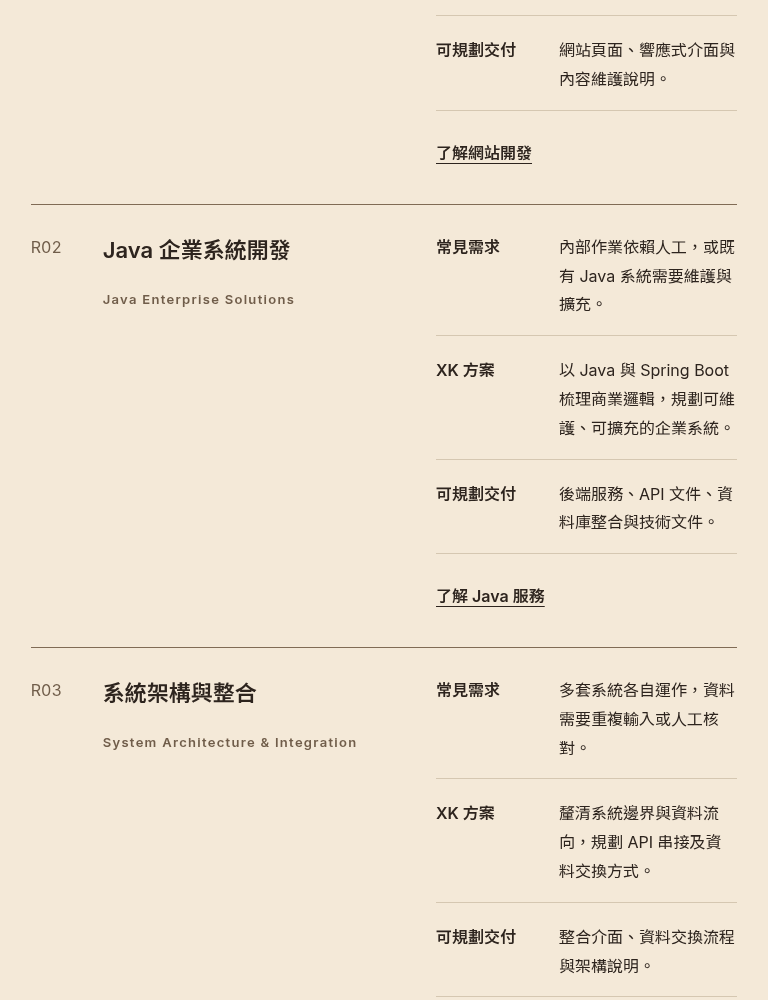 可規劃交付
網站頁面、響應式介面與
內容維護說明。
了解網站開發
R02
Java 企業系統開發
Java Enterprise Solutions
常見需求
內部作業依賴人工，或既
有 Java 系統需要維護與
擴充。
XK 方案
以 Java 與 Spring Boot
梳理商業邏輯，規劃可維
護、可擴充的企業系統。
可規劃交付
後端服務、API 文件、資
料庫整合與技術文件。
了解 Java 服務
R03
系統架構與整合
System Architecture & Integration
常見需求
多套系統各自運作，資料
需要重複輸入或人工核
對。
XK 方案
釐清系統邊界與資料流
向，規劃 API 串接及資
料交換方式。
可規劃交付
整合介面、資料交換流程
與架構說明。